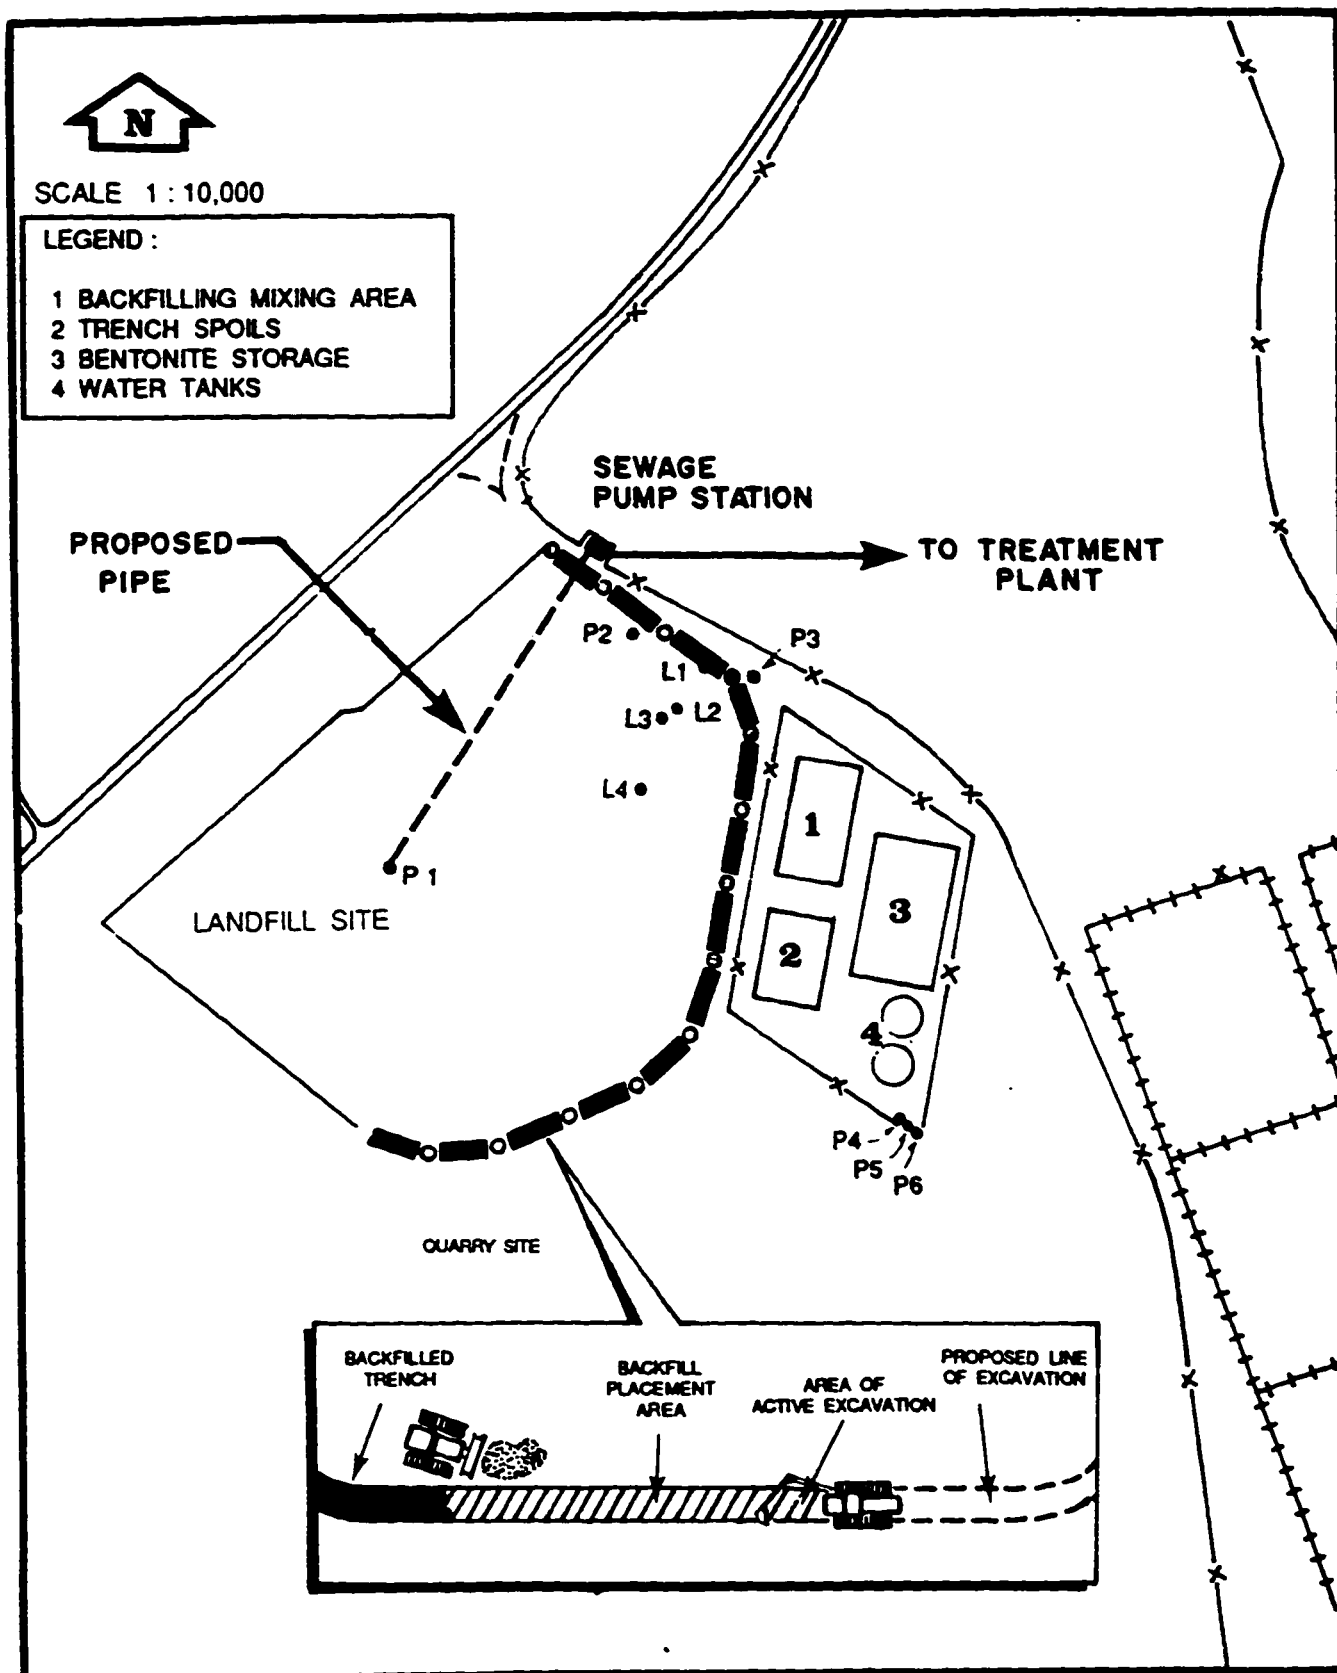 N
SCALE 1 : 10,000
LEGEND :
1 BACKFILLING MIXING AREA
2 TRENCH SPOILS
3 BENTONITE STORAGE
4 WATER TANKS
SEWAGE
PUMP STATION
PROPOSED
PIPE
TO TREATMENT
PLANT
P2
P3
L1
L2
L3
L4
1
P1
3
LANDFILL SITE
2
4
P4
P5
P6
QUARRY SITE
BACKFILLED
TRENCH
BACKFILL
PLACEMENT
AREA
AREA OF
ACTIVE EXCAVATION
PROPOSED LINE
OF EXCAVATION